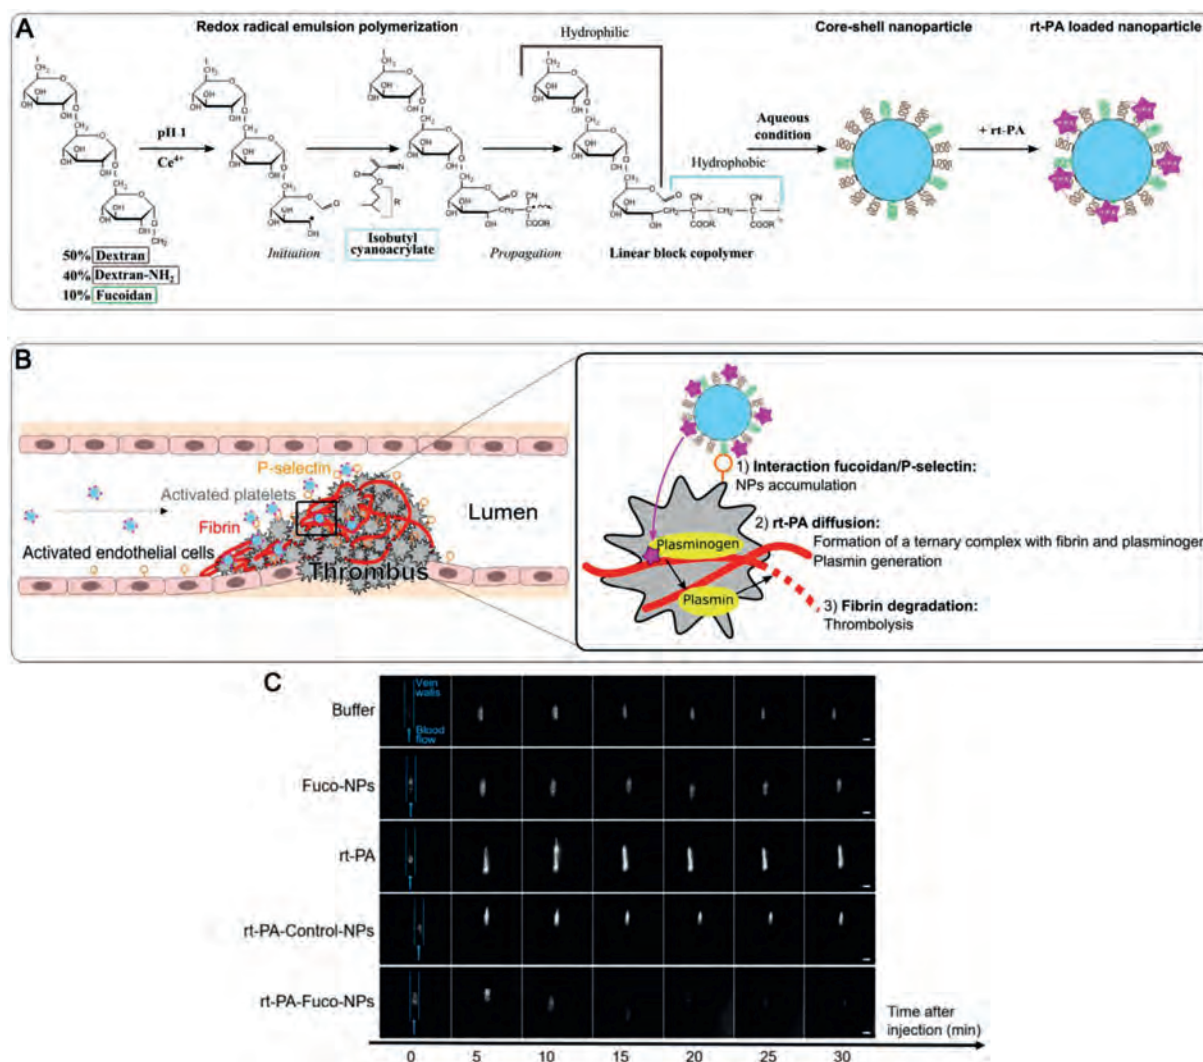 A
Redox radical emulsion polymerization
Hydrophilic
Core-shell nanoparticle
rt-PA loaded nanoparticle
pH 1
Ce4+
Aqueous
condition
+ rt-PA
Hydrophobic
Initiation
Isobutyl
cyanoacrylate
Propagation
Linear block copolymer
50% Dextran
40% Dextran-NH2
10% Fucoidan
B
P-selectin
Activated platelets
Fibrin
Activated endothelial cells
Thrombus
Lumen
1) Interaction fucoidan/P-selectin:
NPs accumulation
2) rt-PA diffusion:
Formation of a ternary complex with fibrin and plasminogen
Plasmin generation
Plasminogen
Plasmin
3) Fibrin degradation:
Thrombolysis
C
Vein
walls
Blood
flow
Buffer
Fuco-NPs
rt-PA
rt-PA-Control-NPs
rt-PA-Fuco-NPs
Time after
injection (min)
0 5 10 15 20 25 30